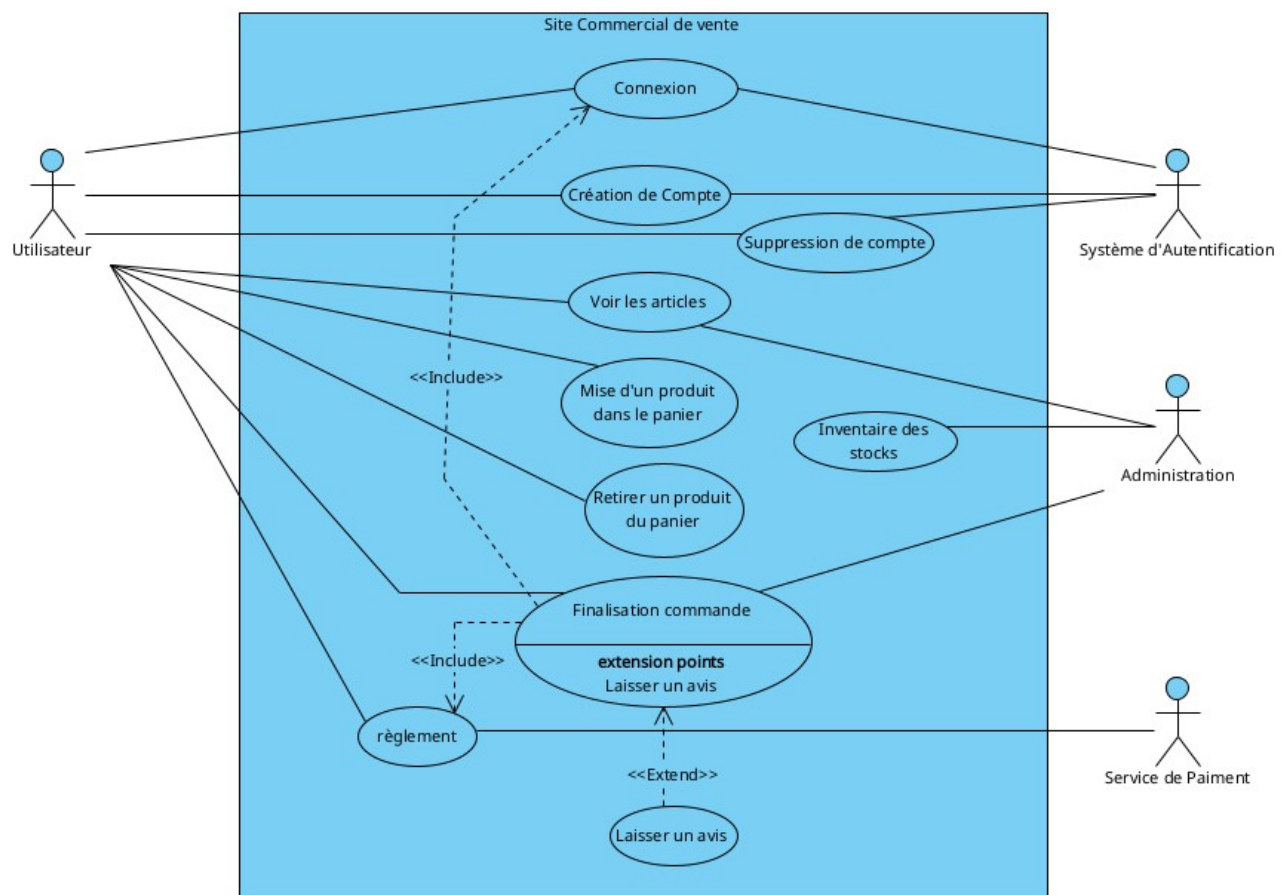 Site Commercial de vente
Connexion
Création de Compte
Utilisateur
Suppression de compte
Système d'Autentification
Voir les articles
<<Include>>
Mise d'un produit
dans le panier
Inventaire des
stocks
Administration
Retirer un produit
du panier
Finalisation commande
<<Include>>
extension points
Laisser un avis
règlement
<<Extend>>
Service de Paiment
Laisser un avis